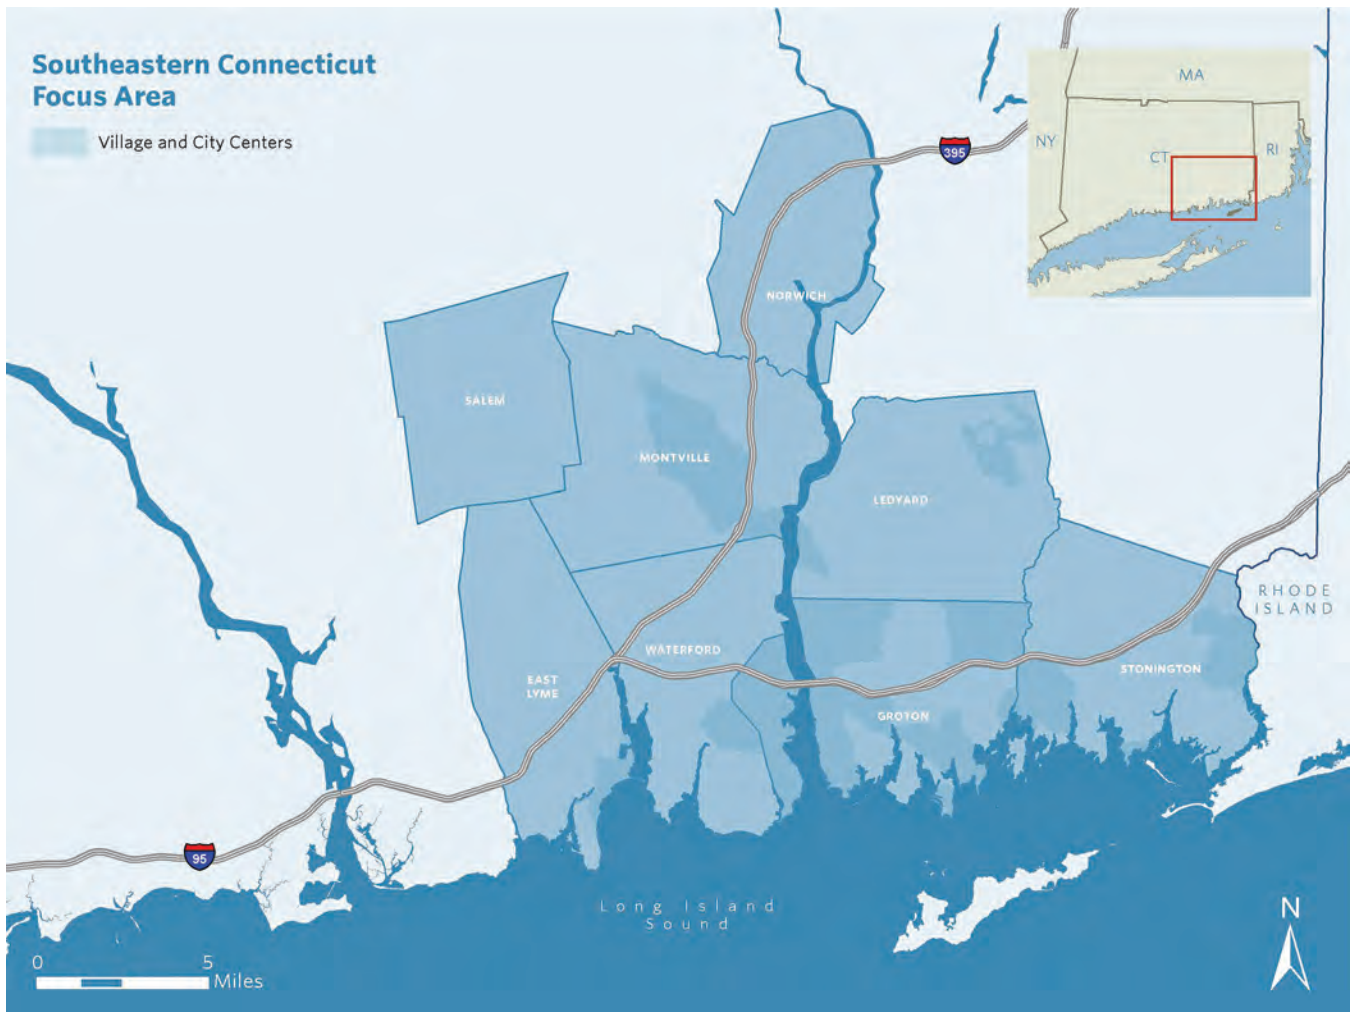 Southeastern Connecticut
Focus Area
Village and City Centers
395
MA
NY
CT
RI
NORWICH
SALEM
MONTVILLE
LEDYARD
RHODE
ISLAND
WATERFORD
EAST
LYME
STONINGTON
GROTON
95
Long Island
Sound
N
0 5
Miles